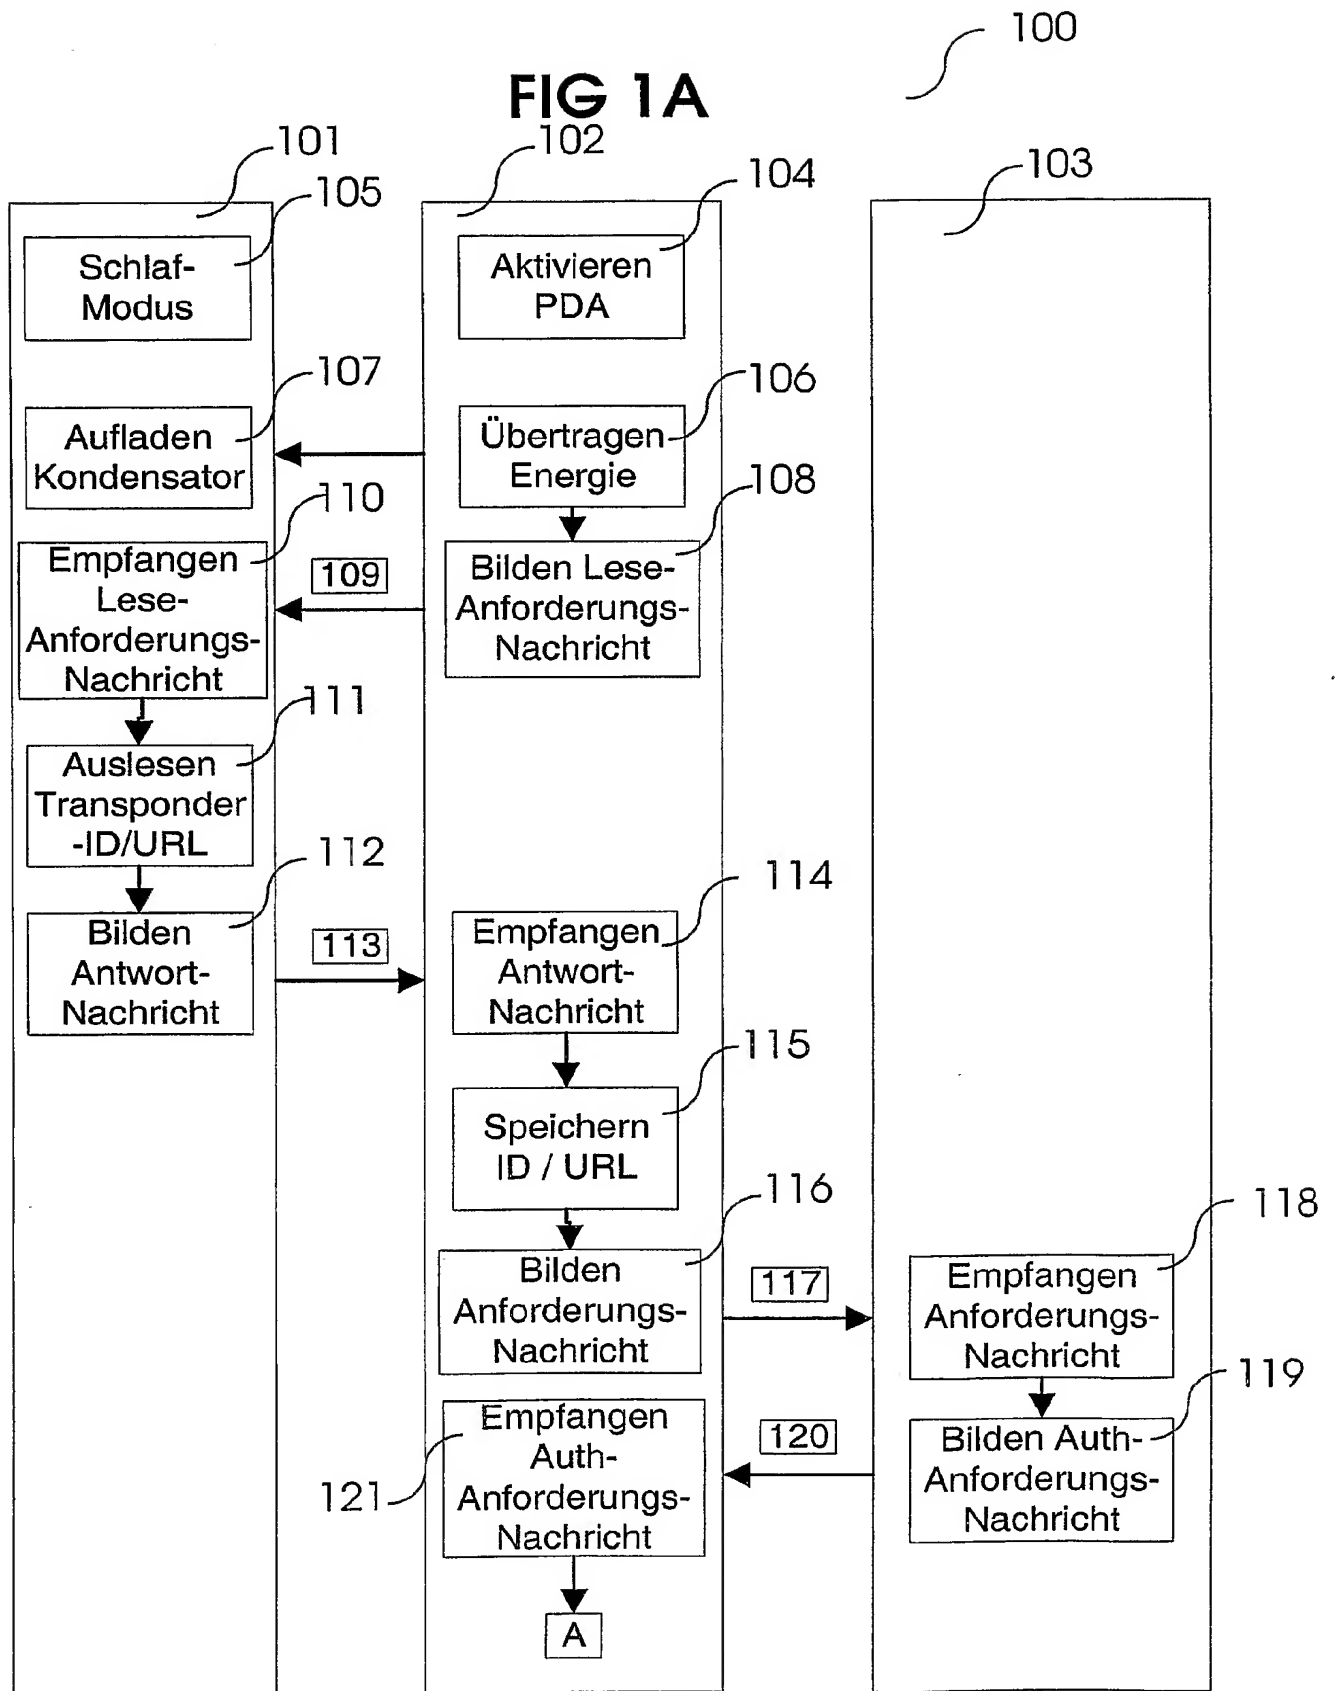 100
FIG 1A
101
102
103
105
104
Schlaf-
Modus
Aktivieren
PDA
107
106
Aufladen
Kondensator
Übertragen
Energie
110
108
Empfangen
Lese-
Anforderungs-
Nachricht
109
Bilden Lese-
Anforderungs-
Nachricht
111
Auslesen
Transponder
-ID/URL
112
114
Bilden
Antwort-
Nachricht
113
Empfangen
Antwort-
Nachricht
115
Speichern
ID / URL
116
118
Bilden
Anforderungs-
Nachricht
117
Empfangen
Anforderungs-
Nachricht
119
121
Empfangen
Auth-
Anforderungs-
Nachricht
120
Bilden Auth-
Anforderungs-
Nachricht
A